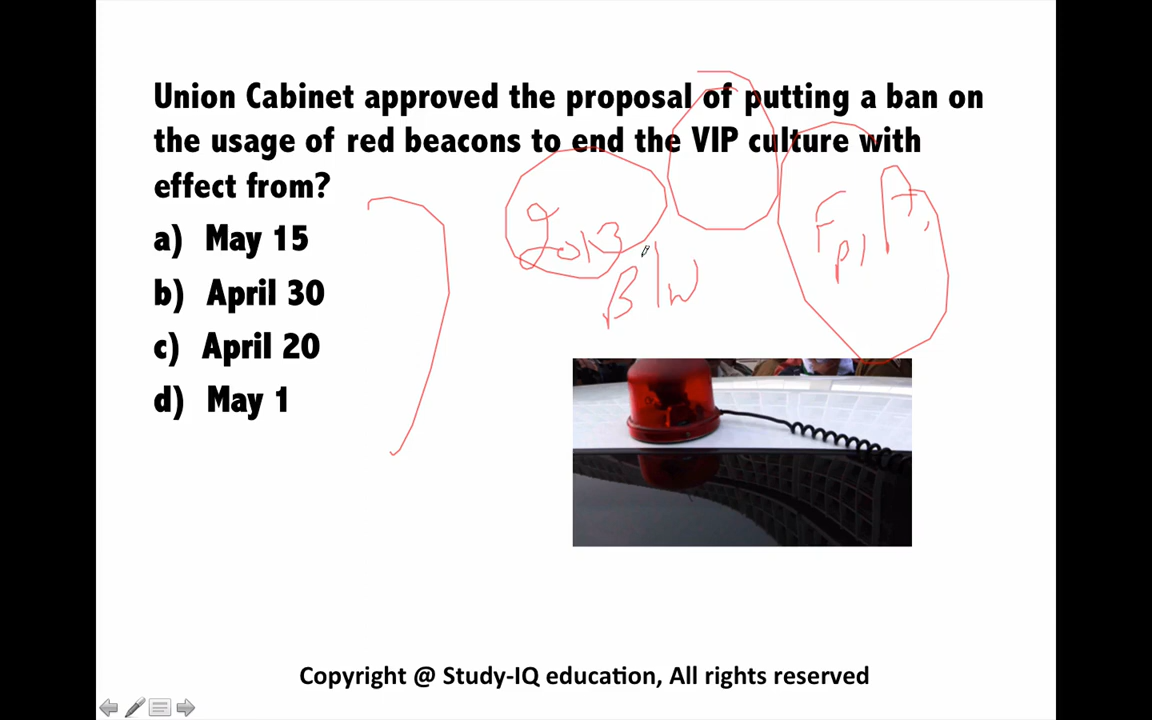 Union Cabinet approved the proposal of putting a ban on
the usage of red beacons to end the VIP culture with
effect from?
a) May 15
b) April 30
c) April 20
d) May 1
2013
B/W
Copyright @ Study-IQ education, All rights reserved